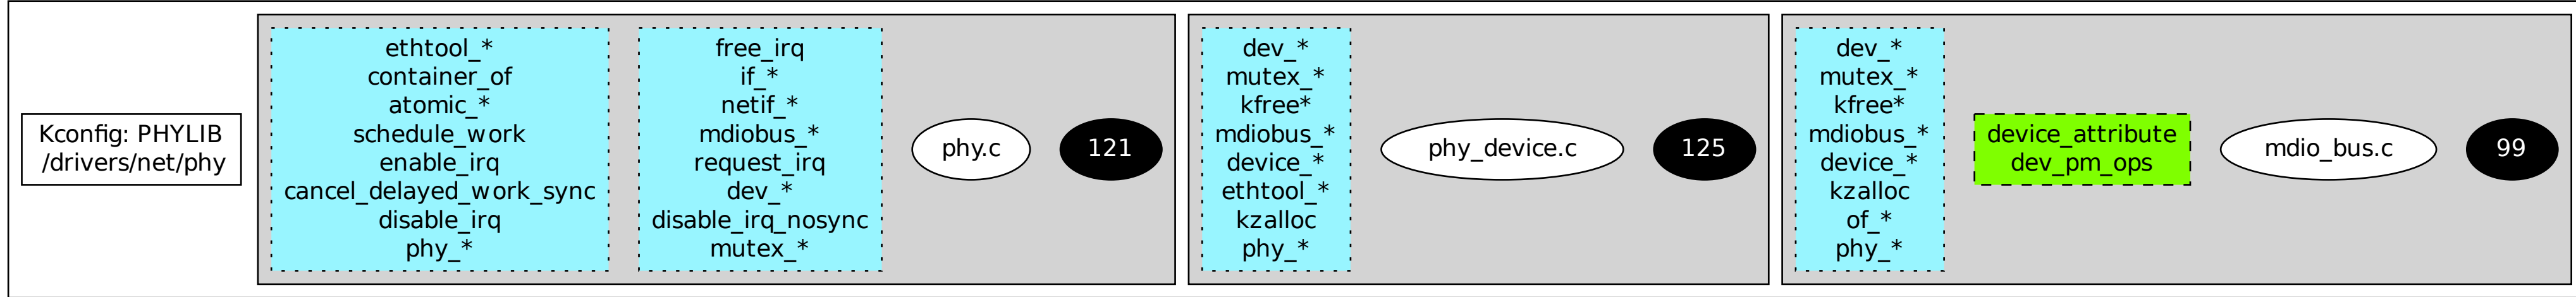 Kconfig: PHYLIB
/drivers/net/phy
ethtool_*
container_of
atomic_*
schedule_work
enable_irq
cancel_delayed_work_sync
disable_irq
phy_*
free_irq
if_*
netif_*
mdiobus_*
request_irq
dev_*
disable_irq_nosync
mutex_*
phy.c
121
dev_*
mutex_*
kfree*
mdiobus_*
device_*
ethtool_*
kzalloc
phy_*
phy_device.c
125
dev_*
mutex_*
kfree*
mdiobus_*
device_*
kzalloc
of_*
phy_*
device_attribute
dev_pm_ops
mdio_bus.c
99